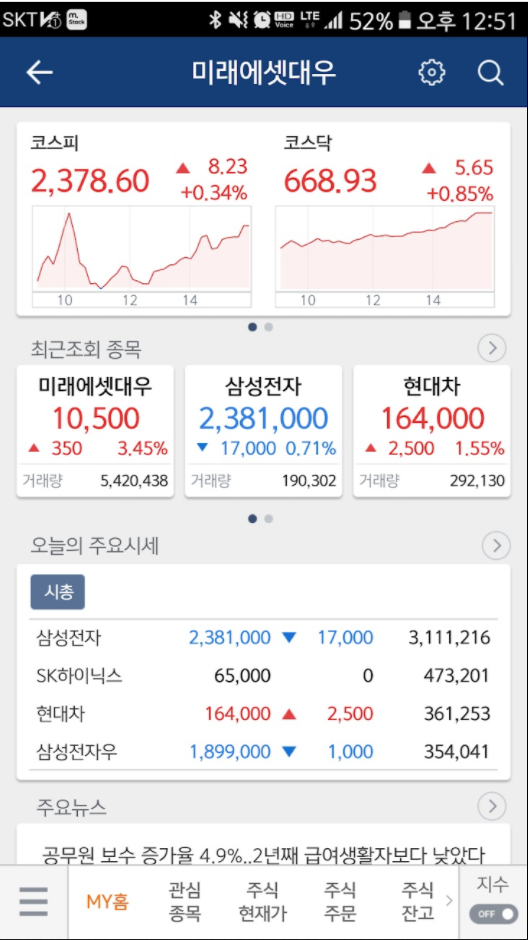 SKT
m.Stock
HD Voice LTE 52% 오후 12:51
미래에셋대우
코스피 코스닥
2,378.60 ▲ 8.23 +0.34%
668.93 ▲ 5.65 +0.85%
10 12 14 10 12 14
최근조회 종목
미래에셋대우 삼성전자 현대차
10,500 2,381,000 164,000
▲ 350 3.45% ▼ 17,000 0.71% ▲ 2,500 1.55%
거래량 5,420,438 거래량 190,302 거래량 292,130
오늘의 주요시세
시총
삼성전자 2,381,000 ▼ 17,000 3,111,216
SK하이닉스 65,000 0 473,201
현대차 164,000 ▲ 2,500 361,253
삼성전자우 1,899,000 ▼ 1,000 354,041
주요뉴스
공무원 보수 증가율 4.9%..2년째 급여생활자보다 낮았다
MY홈 관심 종목 주식 현재가 주식 주문 주식 잔고 지수 OFF